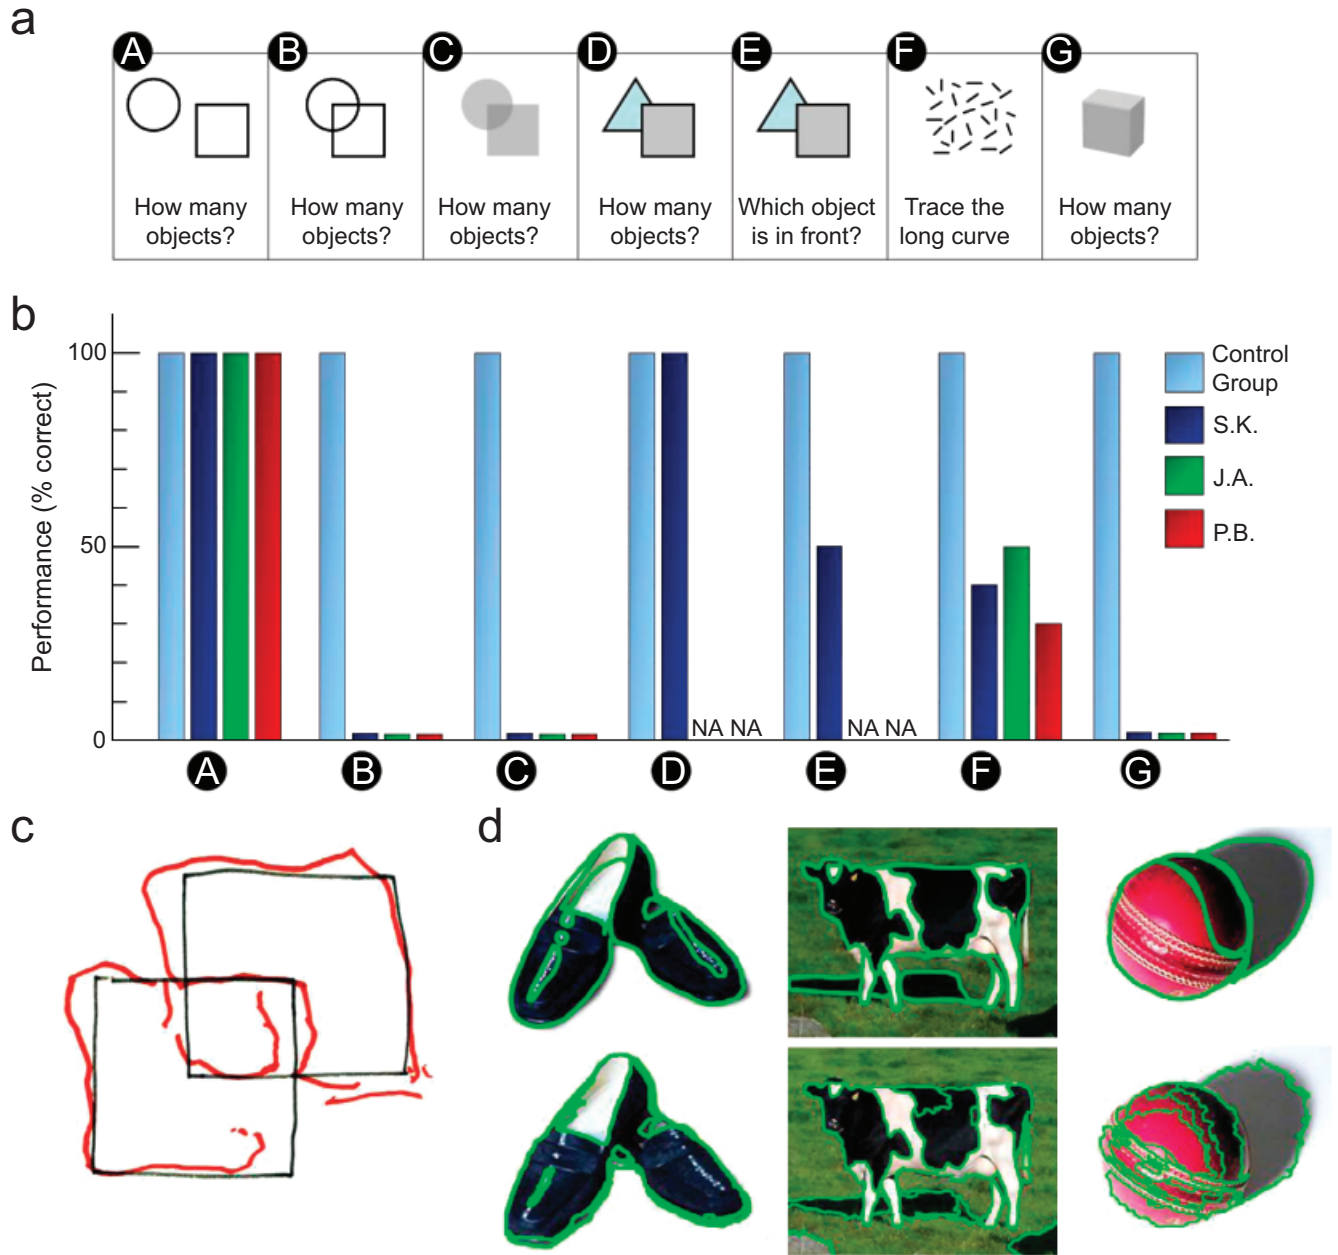 a
A B C D E F G
How many
objects?
How many
objects?
How many
objects?
How many
objects?
Which object
is in front?
Trace the
long curve
How many
objects?
b
Performance (% correct)
100
50
0
NA NA
NA NA
Control
Group
S.K.
J.A.
P.B.
A B C D E F G
c
d